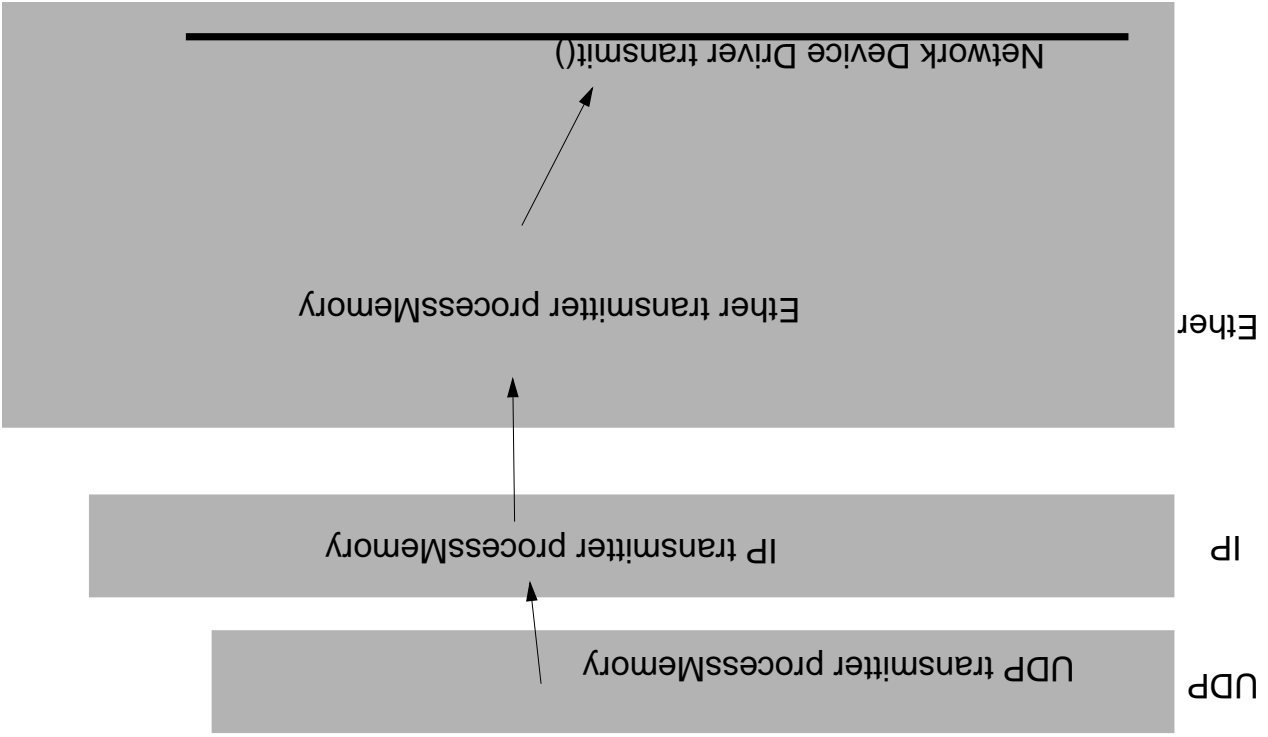 UDP
UDP transmitter processMemory
IP
IP transmitter processMemory
Ether
Ether transmitter processMemory
Network Device Driver transmit()